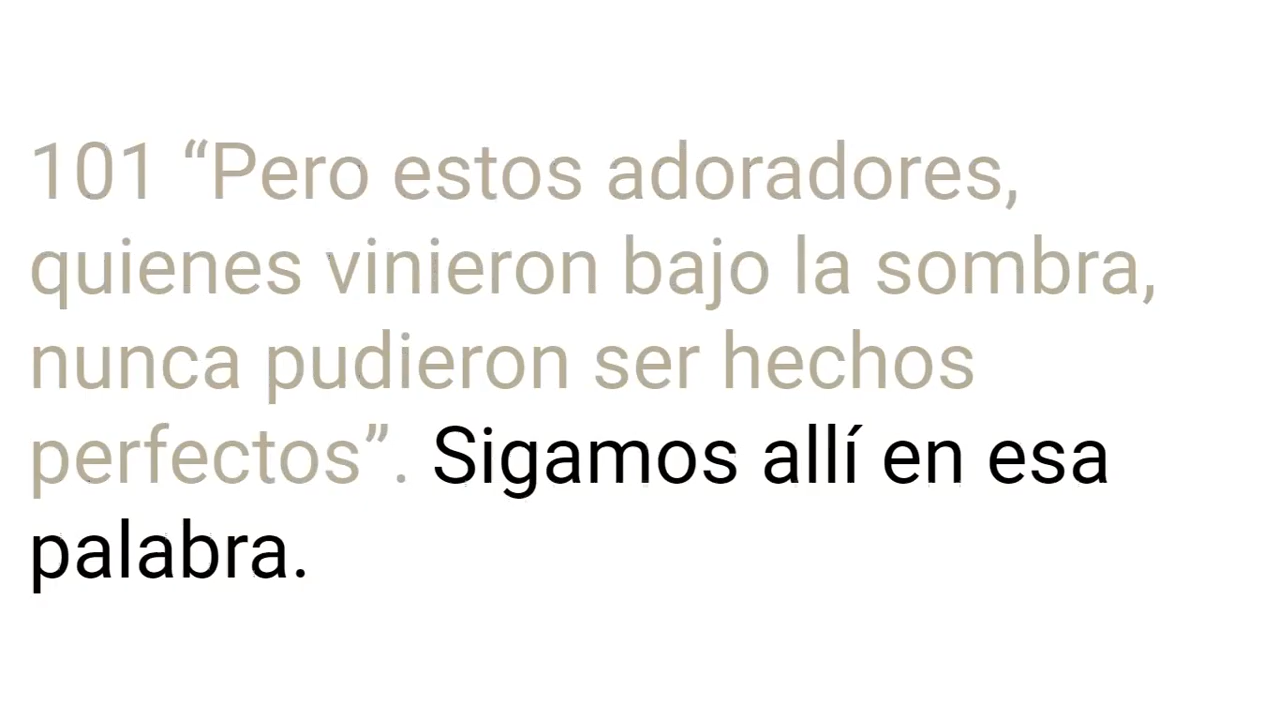 101 “Pero estos adoradores,
quienes vinieron bajo la sombra,
nunca pudieron ser hechos
perfectos”. Sigamos allí en esa
palabra.